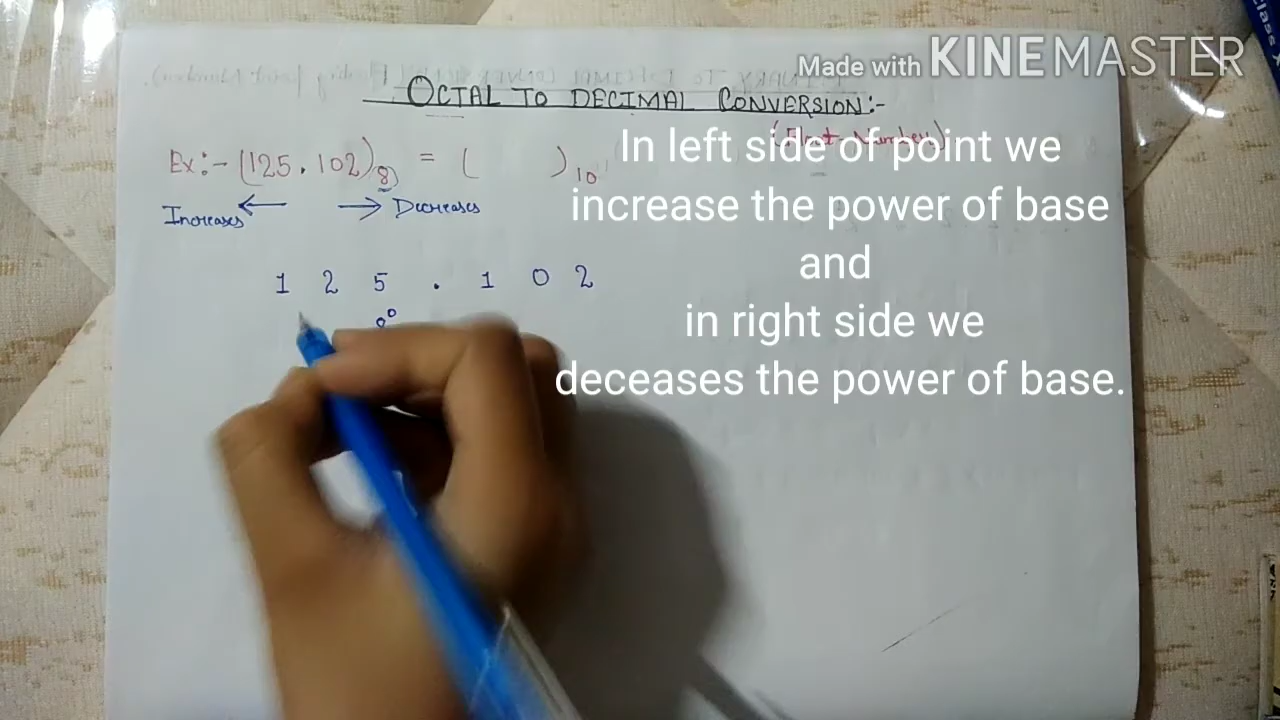 Made with KINEMASTER
OCTAL TO DECIMAL CONVERSION:-
Ex:- (125.102)₈ = ( )₁₀
In left side of point we
increase the power of base
and
in right side we
deceases the power of base.
Increases ← → Decreases
1 2 5 . 1 0 2